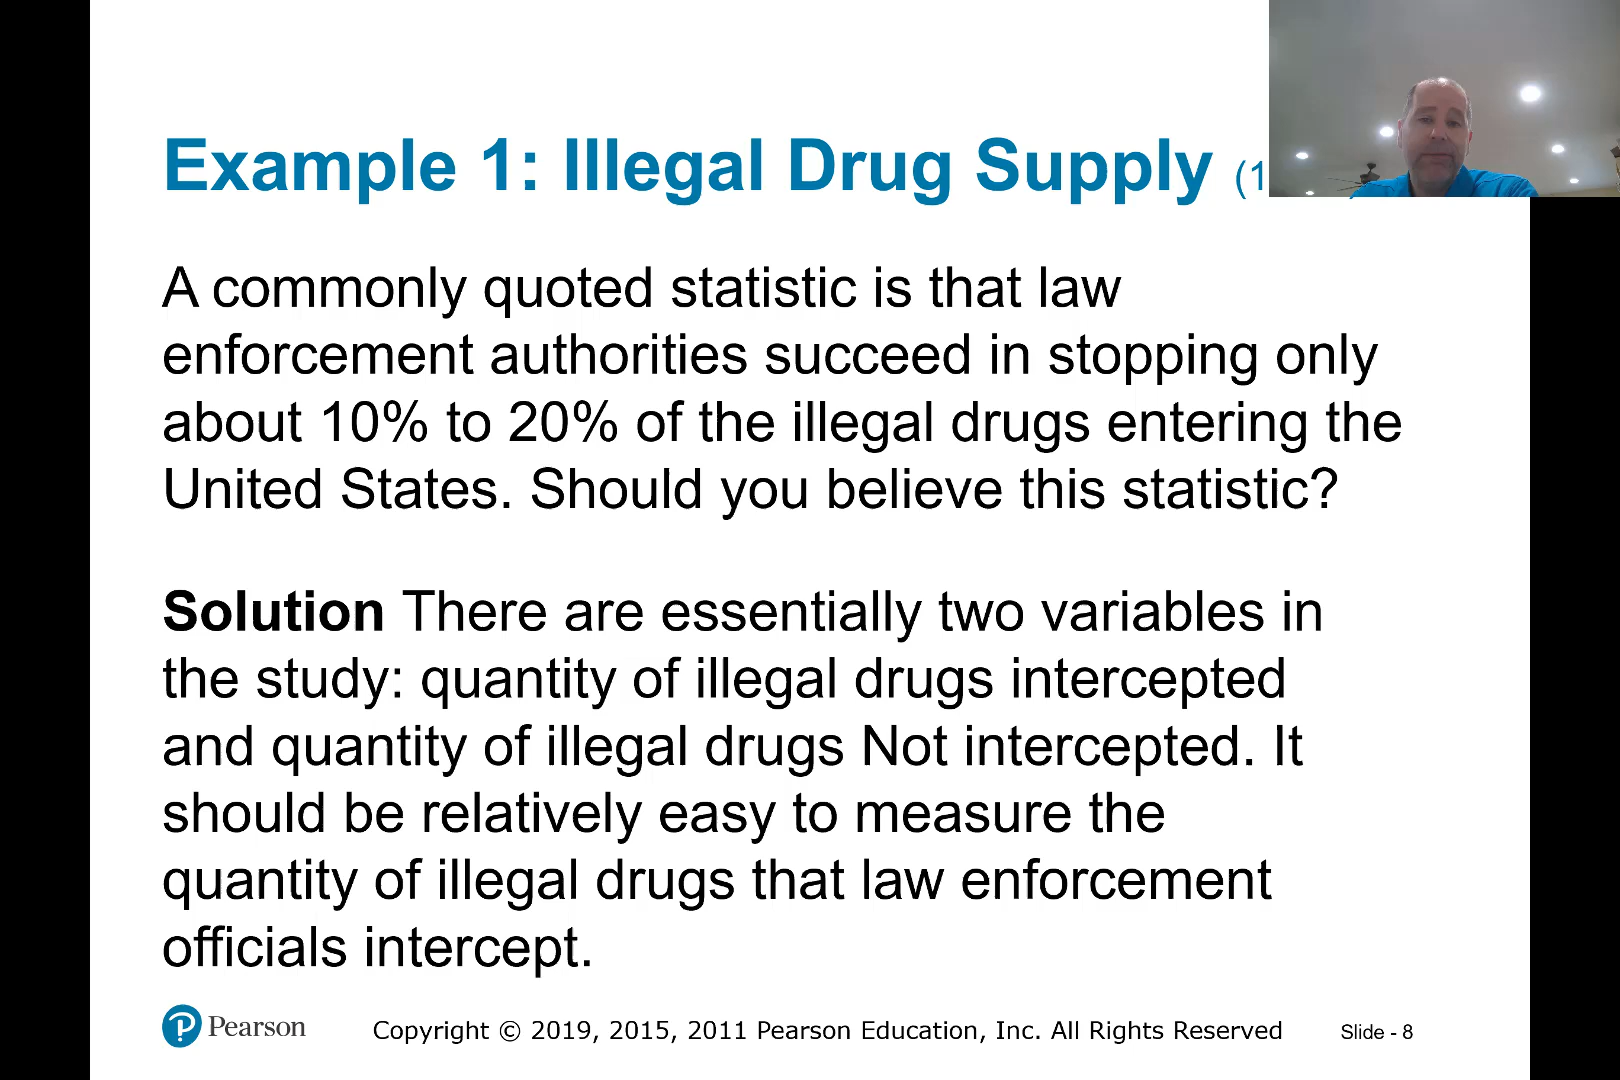 Example 1: Illegal Drug Supply (1
A commonly quoted statistic is that law
enforcement authorities succeed in stopping only
about 10% to 20% of the illegal drugs entering the
United States. Should you believe this statistic?
Solution There are essentially two variables in
the study: quantity of illegal drugs intercepted
and quantity of illegal drugs Not intercepted. It
should be relatively easy to measure the
quantity of illegal drugs that law enforcement
officials intercept.
Pearson Copyright © 2019, 2015, 2011 Pearson Education, Inc. All Rights Reserved Slide - 8